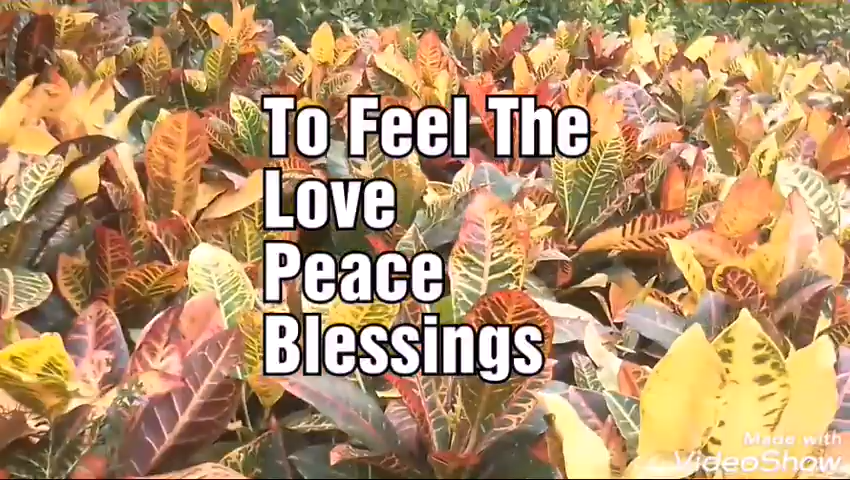 To Feel The
Love
Peace
Blessings
Made with
VideoShow